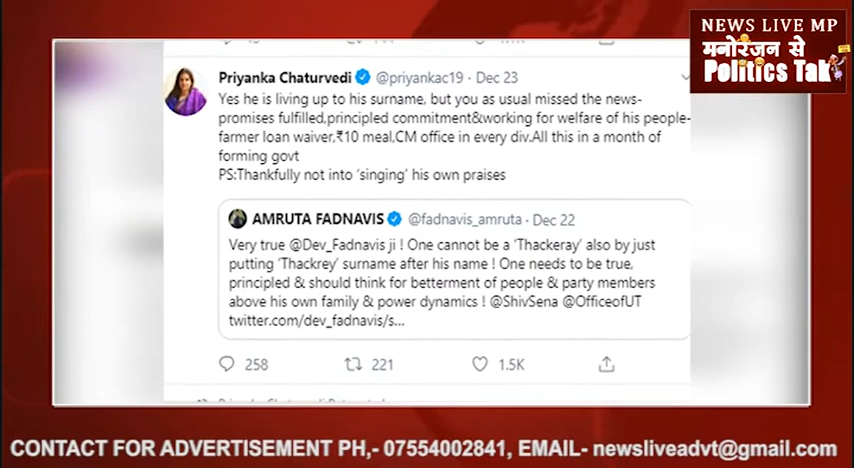 NEWS LIVE MP
मनोरंजन से
Politics Tak
Priyanka Chaturvedi @priyankac19 · Dec 23
Yes he is living up to his surname, but you as usual missed the news-
promises fulfilled,principled commitment&working for welfare of his people-
farmer loan waiver,₹10 meal,CM office in every div.All this in a month of
forming govt
PS:Thankfully not into 'singing' his own praises
AMRUTA FADNAVIS @fadnavis_amruta · Dec 22
Very true @Dev_Fadnavis ji ! One cannot be a 'Thackeray' also by just
putting 'Thackrey' surname after his name ! One needs to be true,
principled & should think for betterment of people & party members
above his own family & power dynamics ! @ShivSena @OfficeofUT
twitter.com/dev_fadnavis/s...
258 221 1.5K
CONTACT FOR ADVERTISEMENT PH,- 07554002841, EMAIL- newsliveadvt@gmail.com